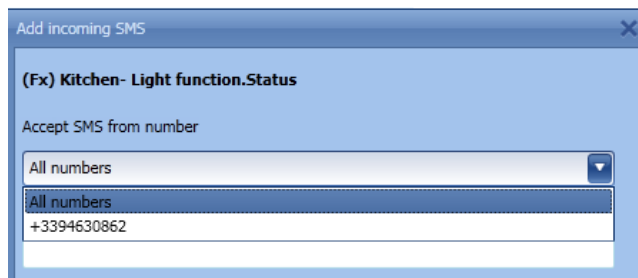 Add incoming SMS
(Fx) Kitchen- Light function.Status
Accept SMS from number
All numbers
All numbers
+3394630862